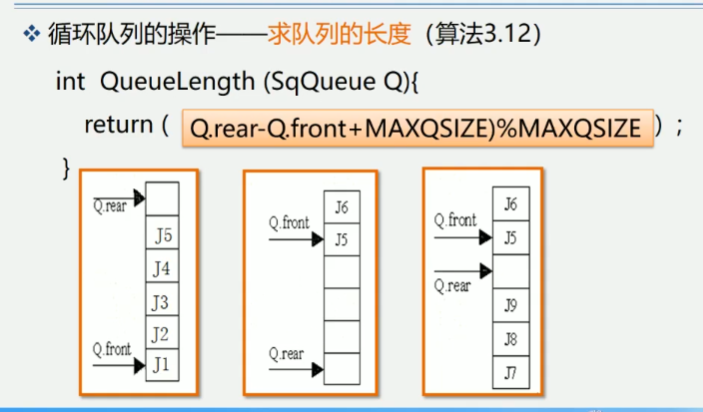 ❖ 循环队列的操作——求队列的长度（算法3.12）
int QueueLength (SqQueue Q){
return ( Q.rear-Q.front+MAXQSIZE)%MAXQSIZE ) ;
}
Q.rear
J5
J4
J3
J2
Q.front
J1
J6
Q.front
J5
Q.rear
J6
Q.front
J5
Q.rear
J9
J8
J7